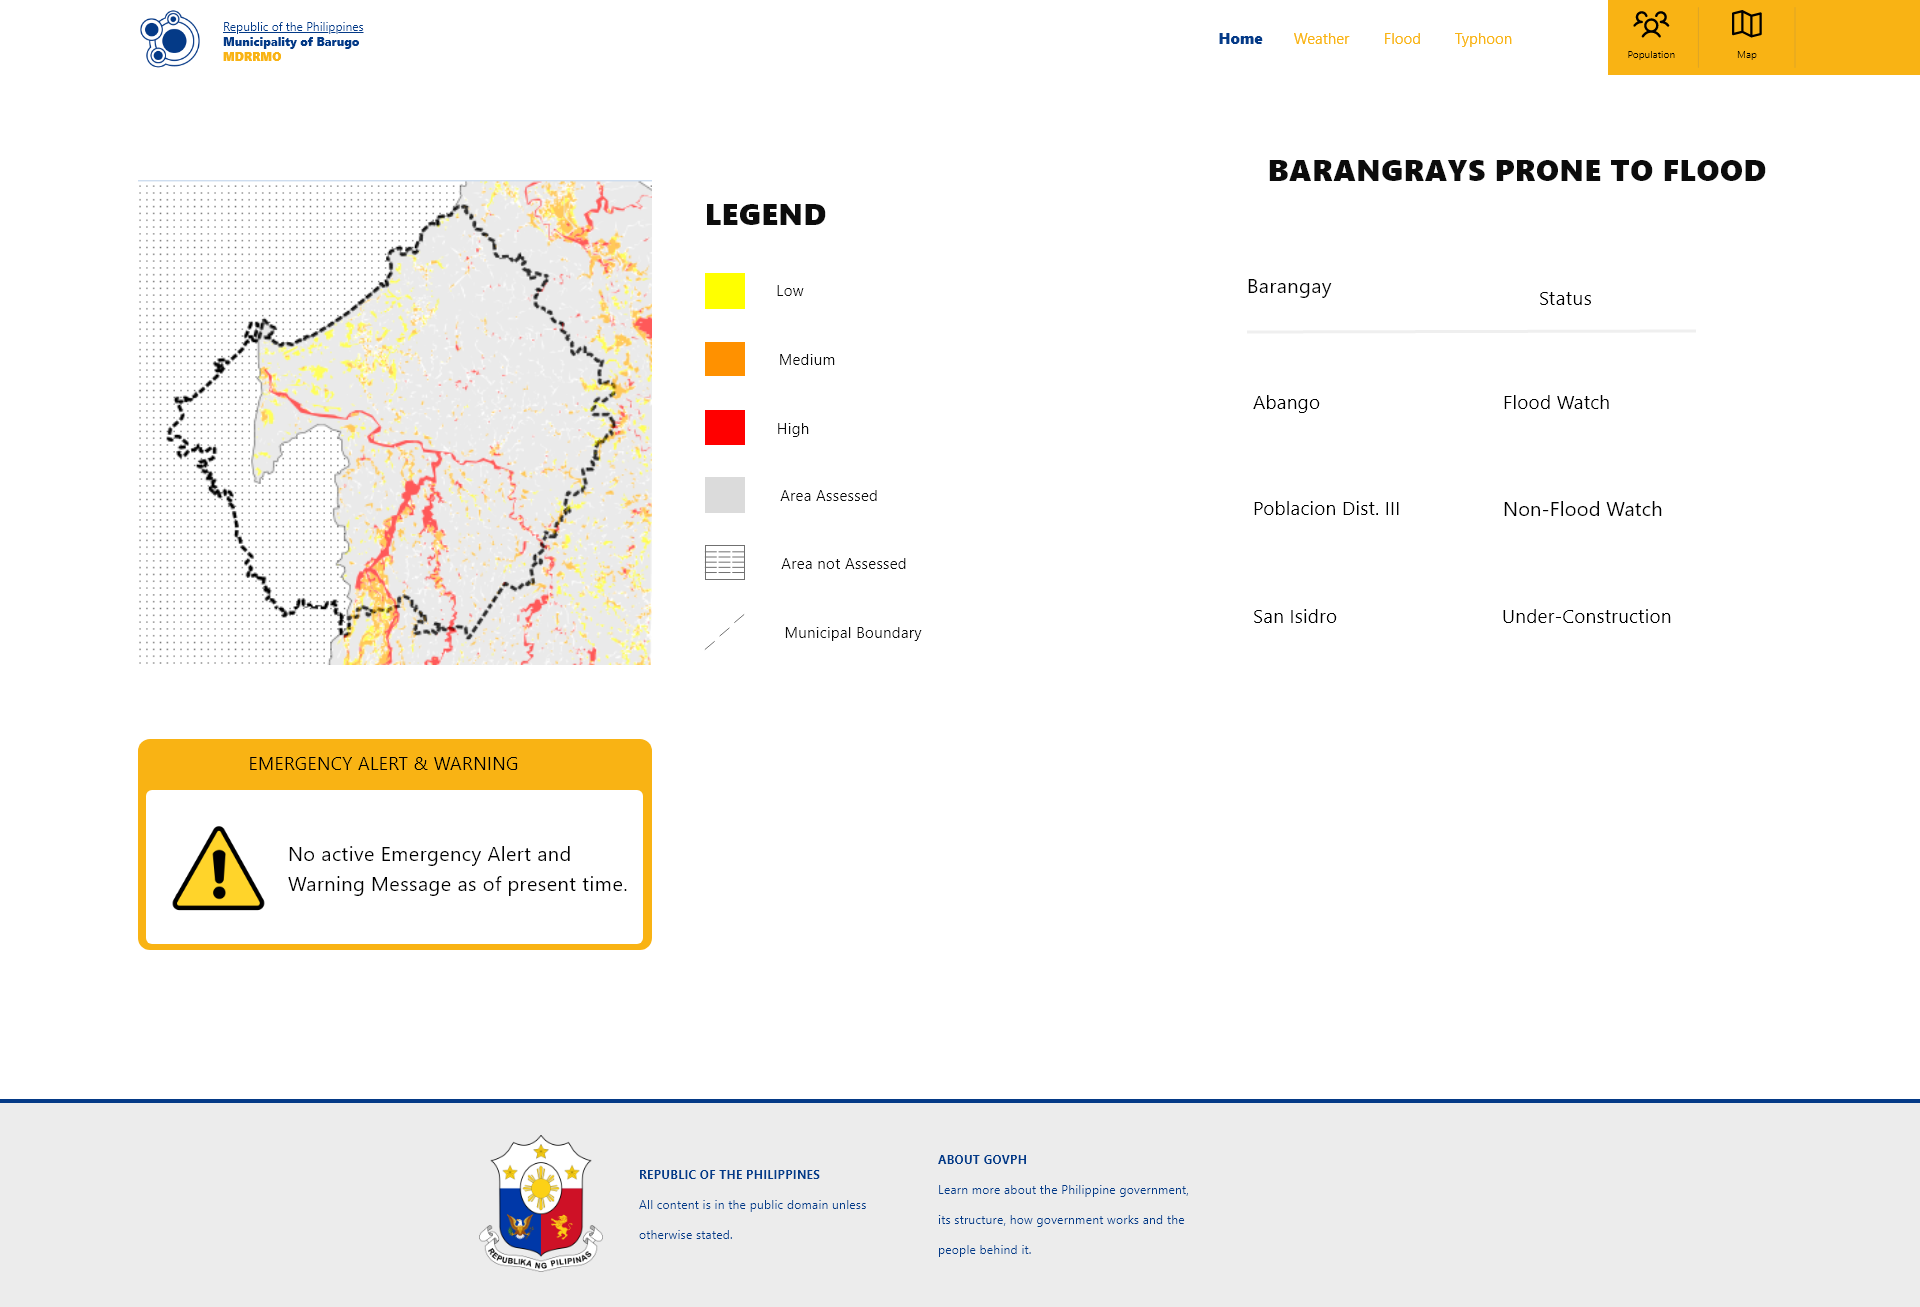 Republic of the Philippines
Municipality of Barugo
MDRRMO
Home
Weather
Flood
Typhoon
Population
Map
BARANGRAYS PRONE TO FLOOD
LEGEND
Low
Medium
High
Area Assessed
Area not Assessed
Municipal Boundary
Barangay
Status
Abango
Flood Watch
Poblacion Dist. III
Non-Flood Watch
San Isidro
Under-Construction
EMERGENCY ALERT & WARNING
No active Emergency Alert and
Warning Message as of present time.
REPUBLIKA NG PILIPINAS
REPUBLIC OF THE PHILIPPINES
All content is in the public domain unless
otherwise stated.
ABOUT GOVPH
Learn more about the Philippine government,
its structure, how government works and the
people behind it.